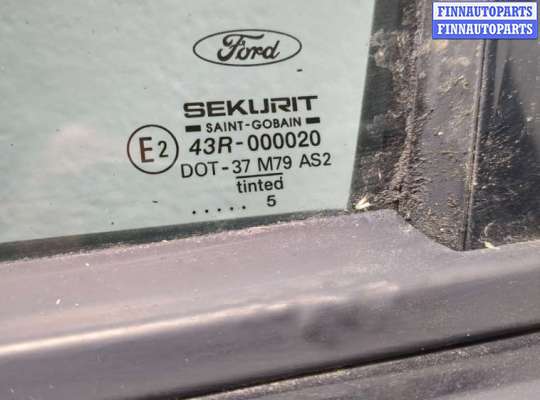 FINNAUTOPARTS
FINNAUTOPARTS
Ford
SEKURIT
SAINT-GOBAIN
E2 43R-000020
DOT-37 M79 AS2
tinted
..... 5